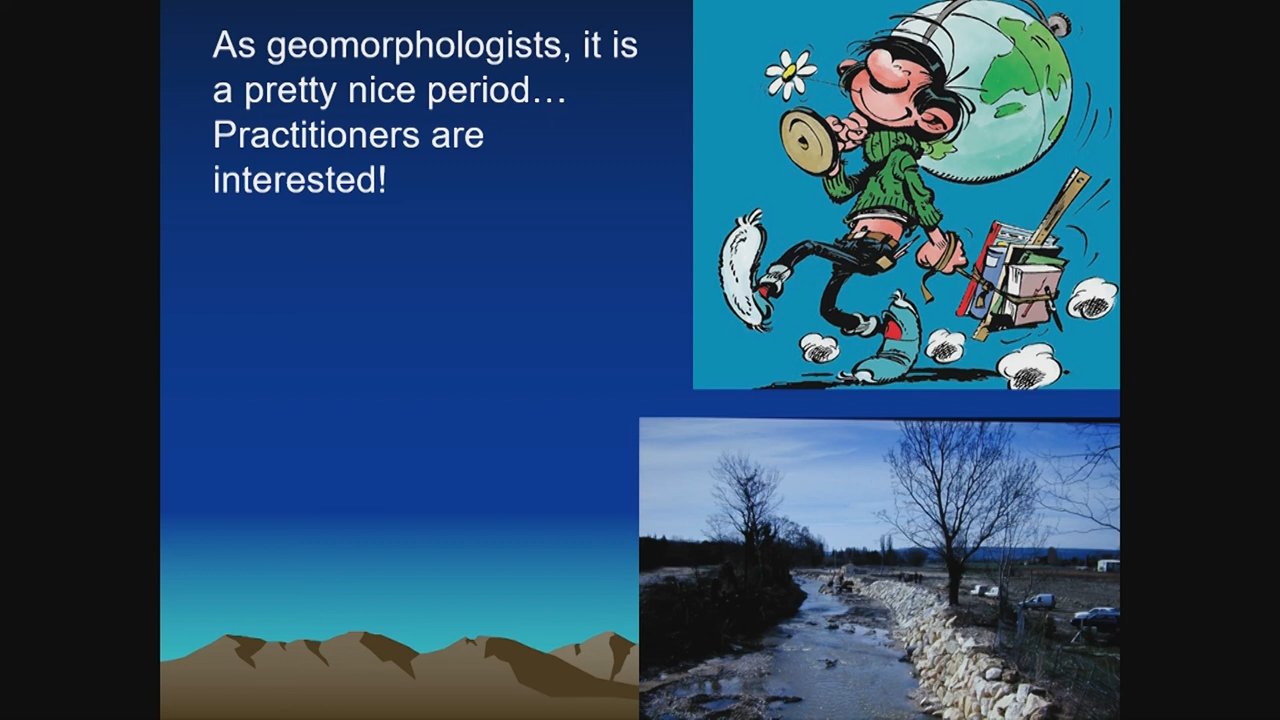 As geomorphologists, it is
a pretty nice period…
Practitioners are
interested!